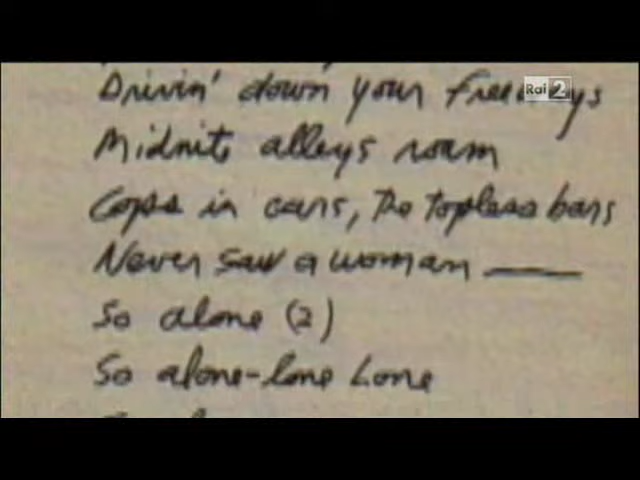 Rai 2
Drivin' down your Freeways
Midnite alleys roam
Cops in cars, The topless bars
Never saw a woman ——
So alone (2)
So alone-lone Lone